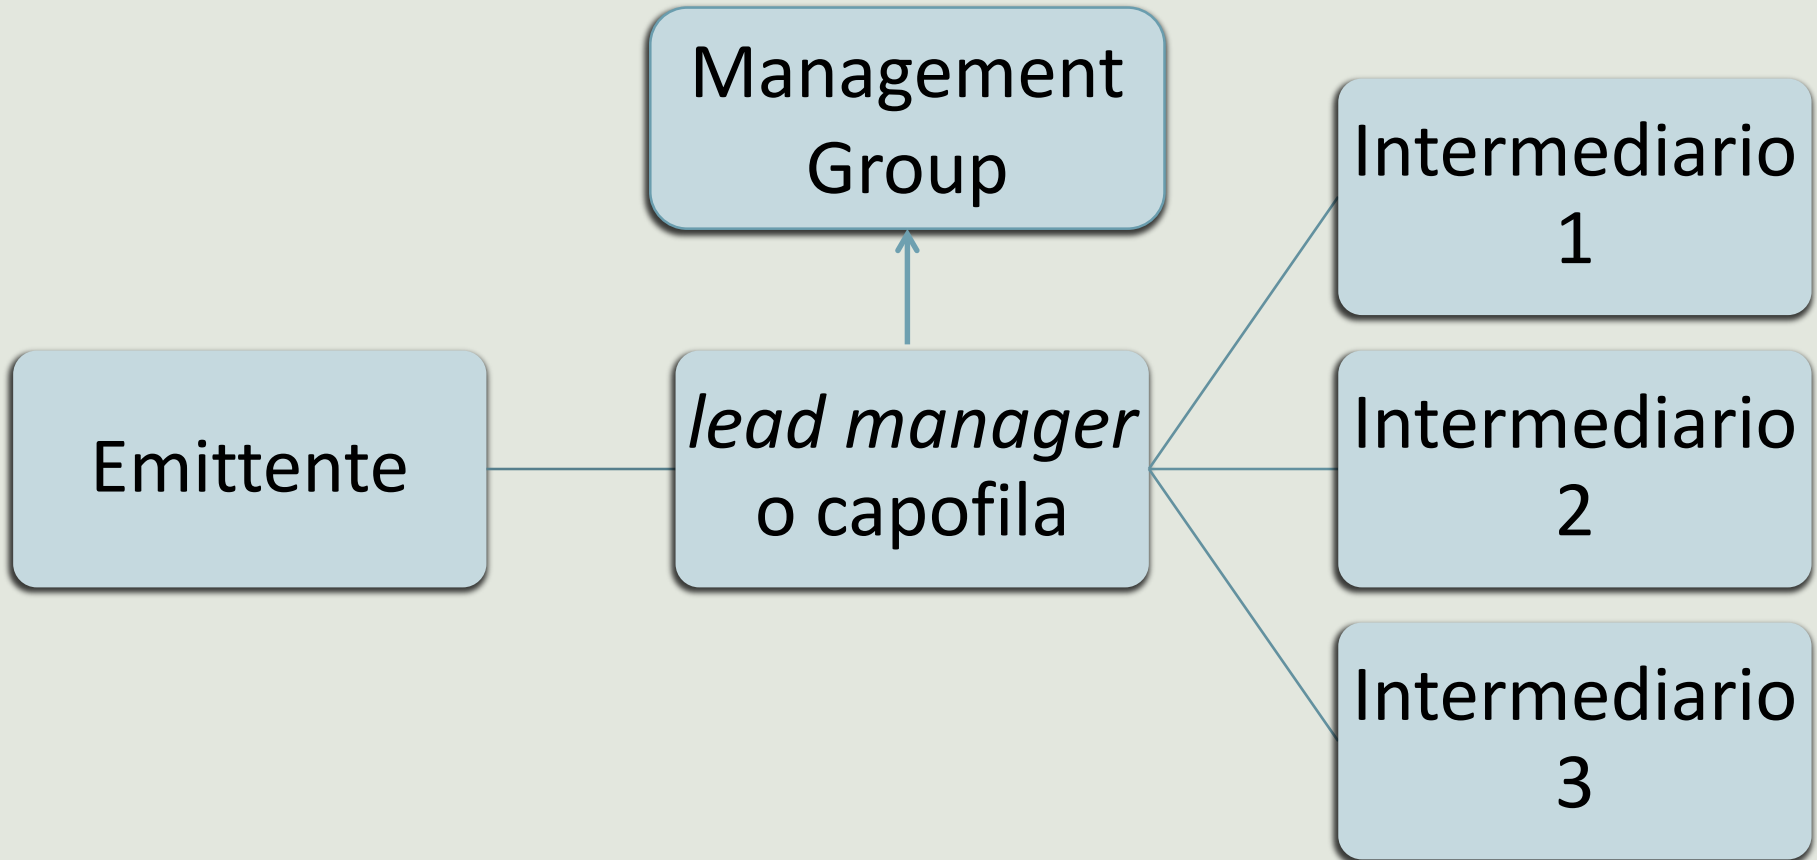 Management
Group
Emittente
lead manager
o capofila
Intermediario
1
Intermediario
2
Intermediario
3